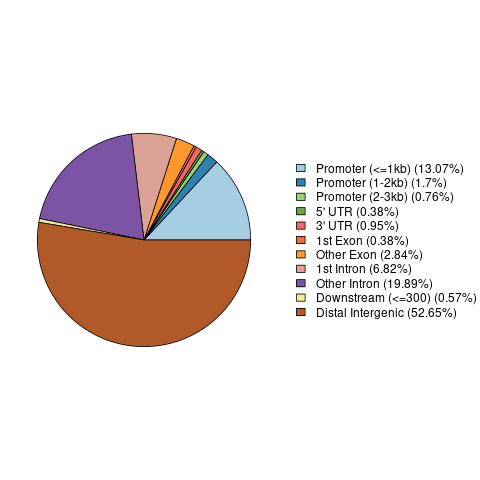 Promoter (<=1kb) (13.07%)
Promoter (1-2kb) (1.7%)
Promoter (2-3kb) (0.76%)
5' UTR (0.38%)
3' UTR (0.95%)
1st Exon (0.38%)
Other Exon (2.84%)
1st Intron (6.82%)
Other Intron (19.89%)
Downstream (<=300) (0.57%)
Distal Intergenic (52.65%)